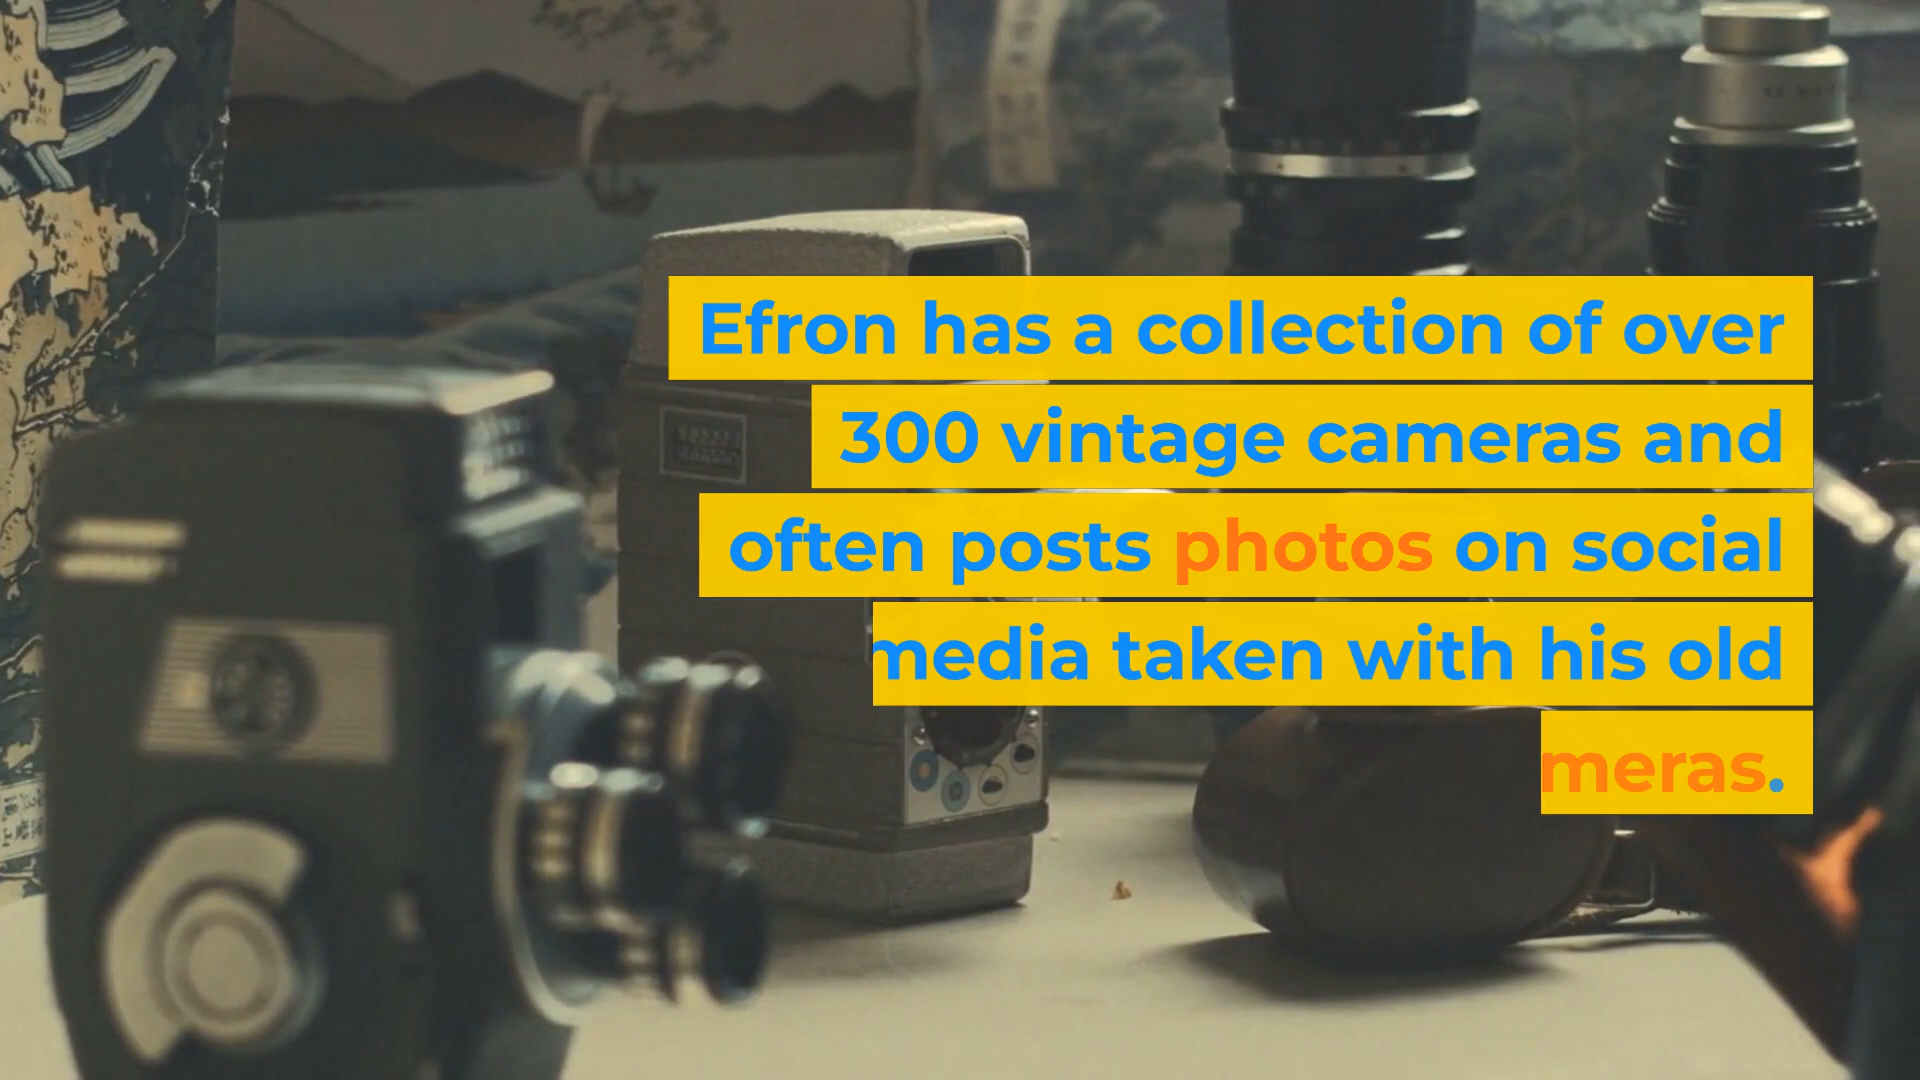 Efron has a collection of over
300 vintage cameras and
often posts photos on social
media taken with his old
meras.